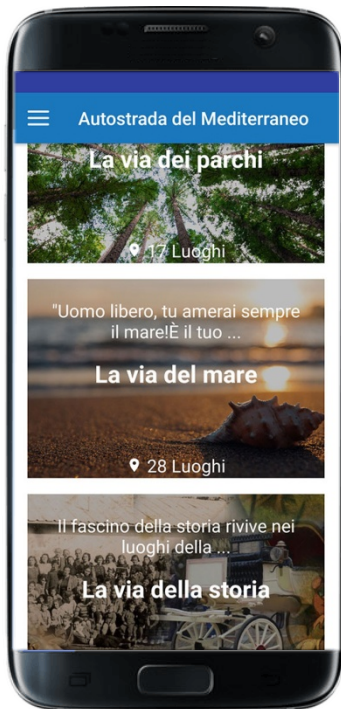 Autostrada del Mediterraneo
La via dei parchi
17 Luoghi
"Uomo libero, tu amerai sempre
il mare!È il tuo ...
La via del mare
28 Luoghi
Il fascino della storia rivive nei
luoghi della ...
La via della storia